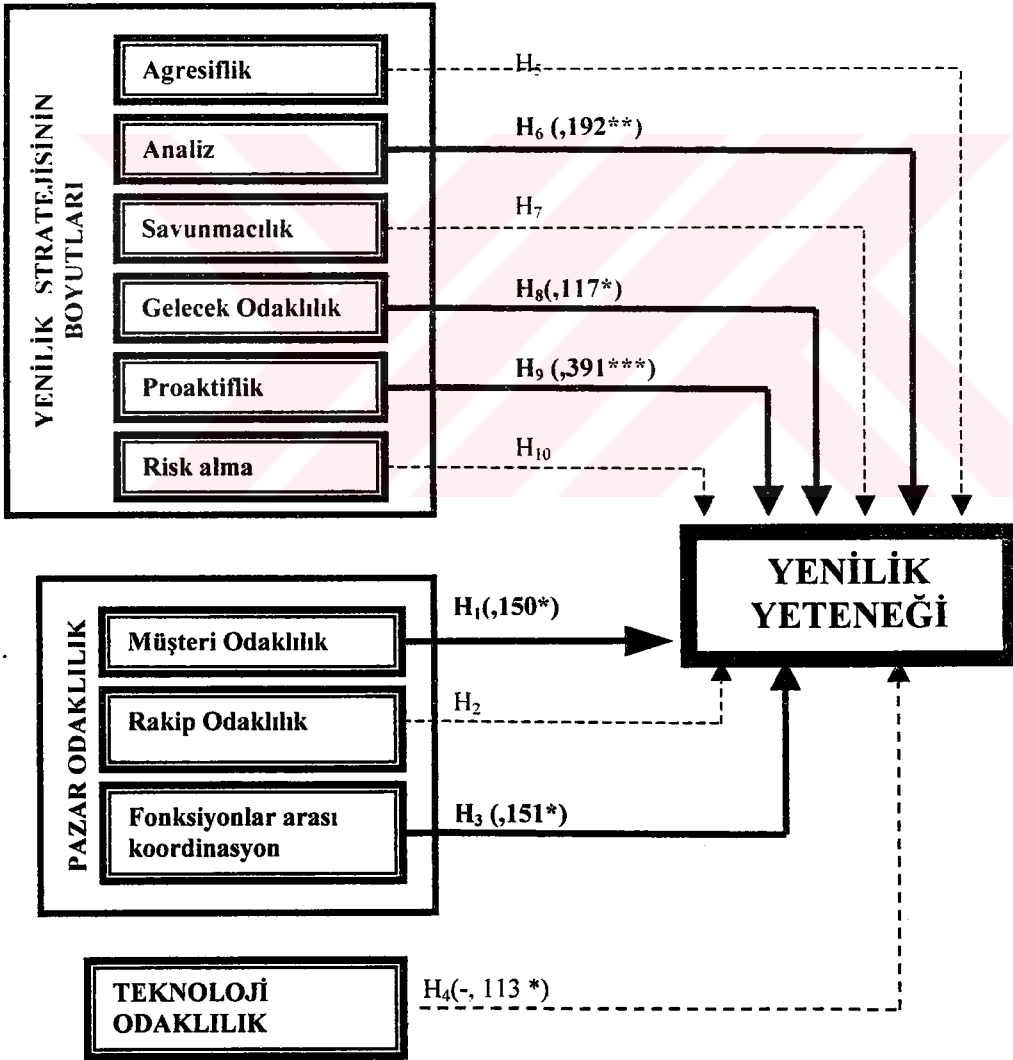 YENİLİK STRATEJİSİNİN
BOYUTLARI
Agresiflik
H5
Analiz
H6 (,192**)
Savunmacılık
H7
Gelecek Odaklılık
H8(,117*)
Proaktiflik
H9 (,391***)
Risk alma
H10
YENİLİK
YETENEĞİ
PAZAR ODAKLILIK
Müşteri Odaklılık
H1(,150*)
Rakip Odaklılık
H2
Fonksiyonlar arası
koordinasyon
H3 (,151*)
TEKNOLOJİ
ODAKLILIK
H4(-, 113 *)